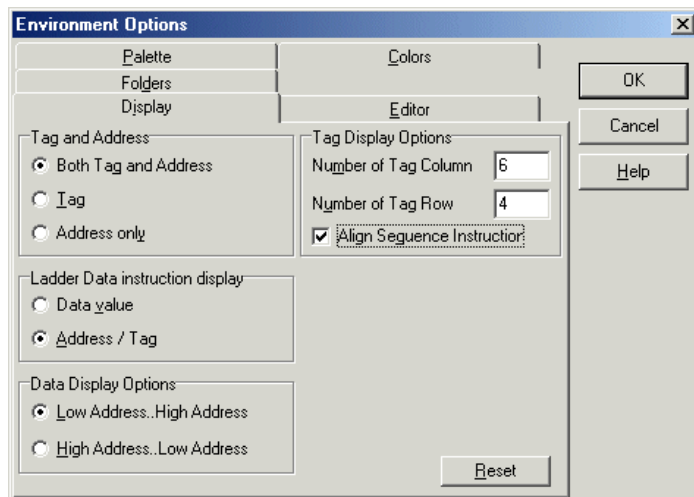 Environment Options
Palette
Colors
Folders
Display
Editor
Tag and Address
Both Tag and Address
Tag
Address only
Ladder Data instruction display
Data value
Address / Tag
Data Display Options
Low Address..High Address
High Address..Low Address
Tag Display Options
Number of Tag Column 6
Number of Tag Row 4
Align Seguence Instruction
Reset
OK
Cancel
Help